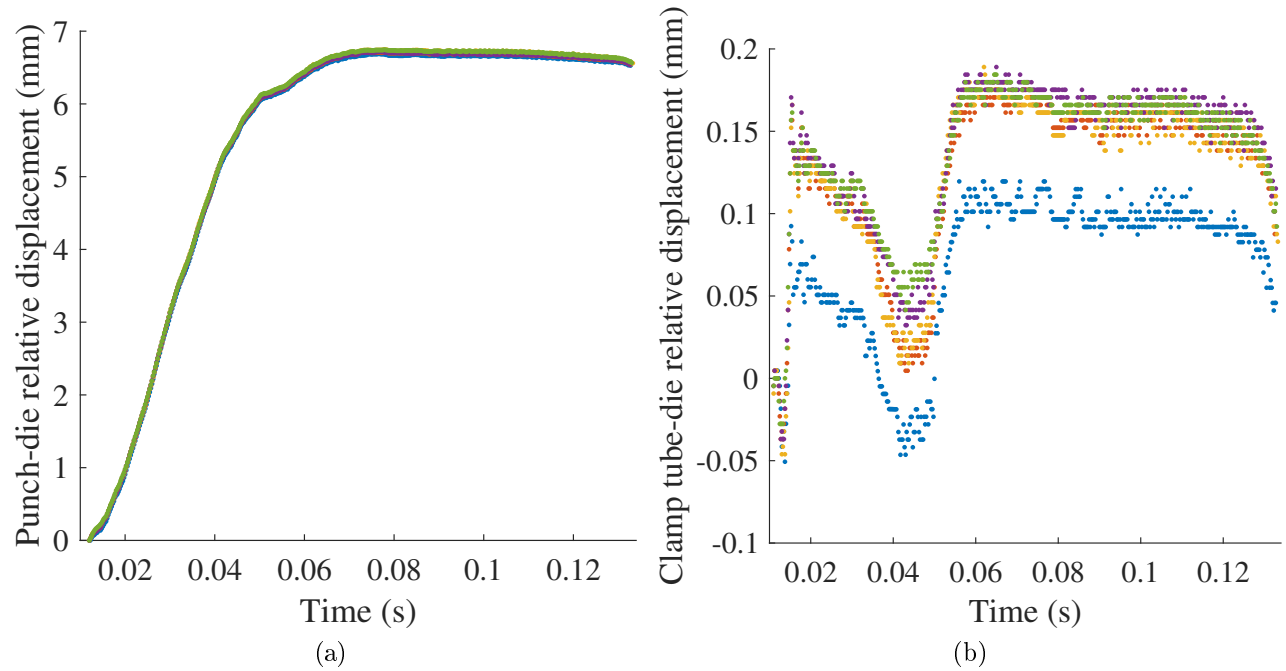 Punch-die relative displacement (mm)
7
6
5
4
3
2
1
0
0.02 0.04 0.06 0.08 0.1 0.12
Time (s)
(a)
Clamp tube-die relative displacement (mm)
0.2
0.15
0.1
0.05
0
-0.05
-0.1
0.02 0.04 0.06 0.08 0.1 0.12
Time (s)
(b)